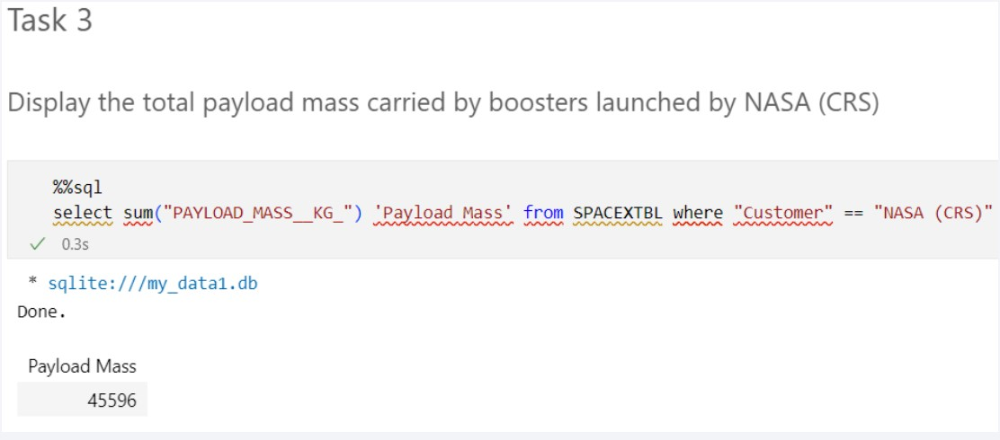 Task 3
Display the total payload mass carried by boosters launched by NASA (CRS)
%%sql
select sum("PAYLOAD_MASS__KG_") 'Payload Mass' from SPACEXTBL where "Customer" == "NASA (CRS)"
0.3s
* sqlite:///my_data1.db
Done.
Payload Mass
45596